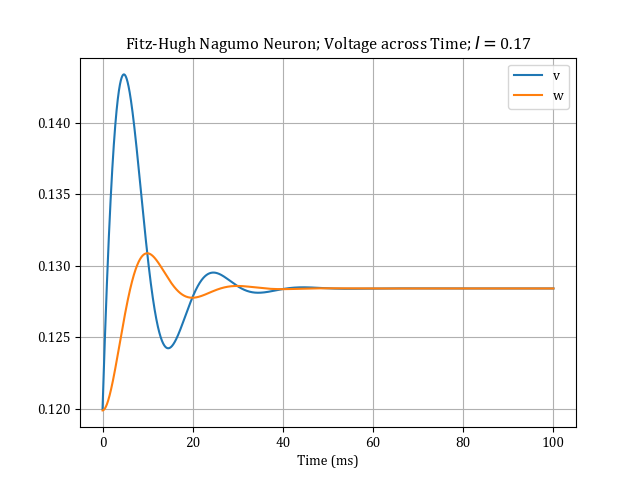 Fitz-Hugh Nagumo Neuron; Voltage across Time; I = 0.17
v
w
0.140
0.135
0.130
0.125
0.120
0 20 40 60 80 100
Time (ms)